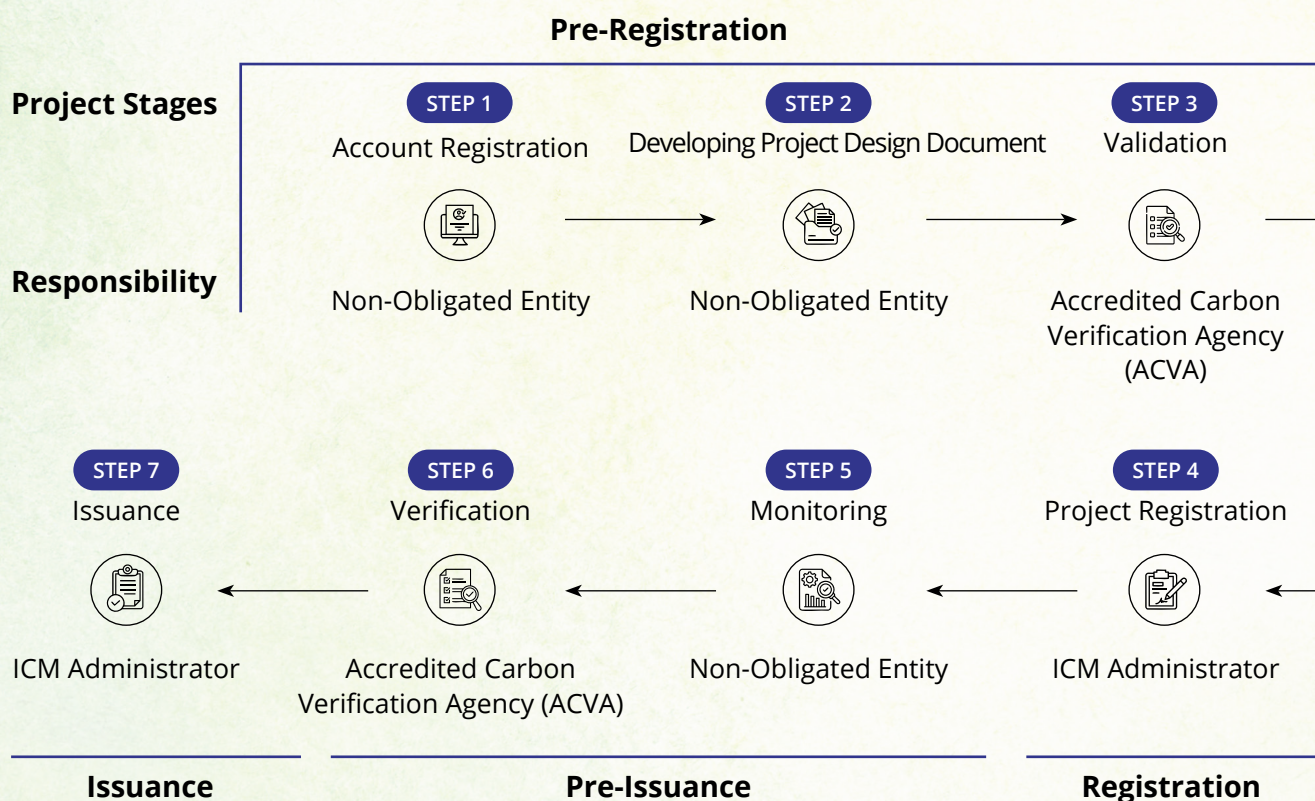 Pre-Registration
Project Stages
STEP 1
Account Registration
STEP 2
Developing Project Design Document
STEP 3
Validation
Responsibility
Non-Obligated Entity
Non-Obligated Entity
Accredited Carbon
Verification Agency
(ACVA)
STEP 7
Issuance
STEP 6
Verification
STEP 5
Monitoring
STEP 4
Project Registration
ICM Administrator
Accredited Carbon
Verification Agency (ACVA)
Non-Obligated Entity
ICM Administrator
Issuance
Pre-Issuance
Registration